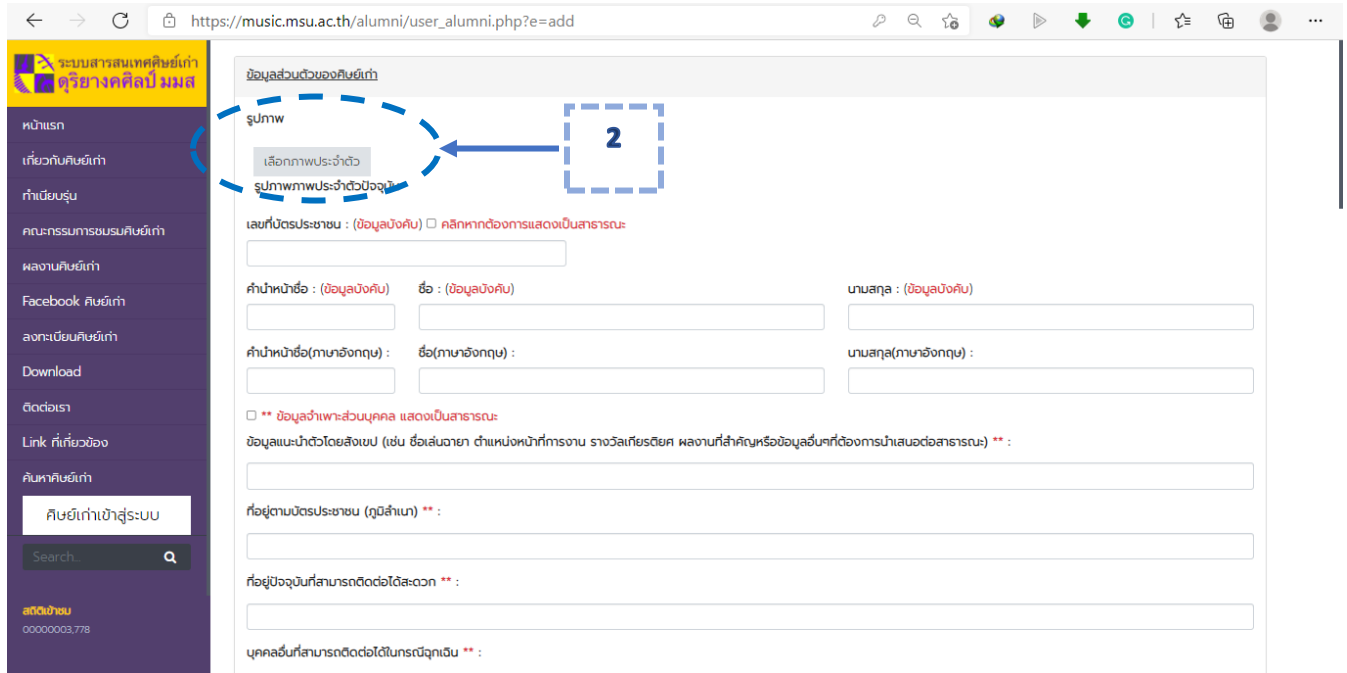 https://music.msu.ac.th/alumni/user_alumni.php?e=add
ระบบสารสนเทศศิษย์เก่า
ดุริยางคศิลป์ มมส
หน้าแรก
เกี่ยวกับศิษย์เก่า
ทำเนียบรุ่น
คณะกรรมการชมรมศิษย์เก่า
ผลงานศิษย์เก่า
Facebook ศิษย์เก่า
ลงทะเบียนศิษย์เก่า
Download
ติดต่อเรา
Link ที่เกี่ยวข้อง
ค้นหาศิษย์เก่า
ศิษย์เก่าเข้าสู่ระบบ
Search..
สถิติเข้าชม
00000003,778
ข้อมูลส่วนตัวของศิษย์เก่า
รูปภาพ
2
เลือกภาพประจำตัว
รูปภาพภาพประจำตัวปัจจุบัน
เลขที่บัตรประชาชน : (ข้อมูลบังคับ) คลิกหากต้องการแสดงเป็นสาธารณะ
คำนำหน้าชื่อ : (ข้อมูลบังคับ) ชื่อ : (ข้อมูลบังคับ) นามสกุล : (ข้อมูลบังคับ)
คำนำหน้าชื่อ(ภาษาอังกฤษ) : ชื่อ(ภาษาอังกฤษ) : นามสกุล(ภาษาอังกฤษ) :
** ข้อมูลจำเพาะส่วนบุคคล แสดงเป็นสาธารณะ
ข้อมูลแนะนำตัวโดยสังเขป (เช่น ชื่อเล่นฉายา ตำแหน่งหน้าที่การงาน รางวัลเกียรติยศ ผลงานที่สำคัญหรือข้อมูลอื่นๆที่ต้องการนำเสนอต่อสาธารณะ) ** :
ที่อยู่ตามบัตรประชาชน (ภูมิลำเนา) ** :
ที่อยู่ปัจจุบันที่สามารถติดต่อได้สะดวก ** :
บุคคลอื่นที่สามารถติดต่อได้ในกรณีฉุกเฉิน ** :